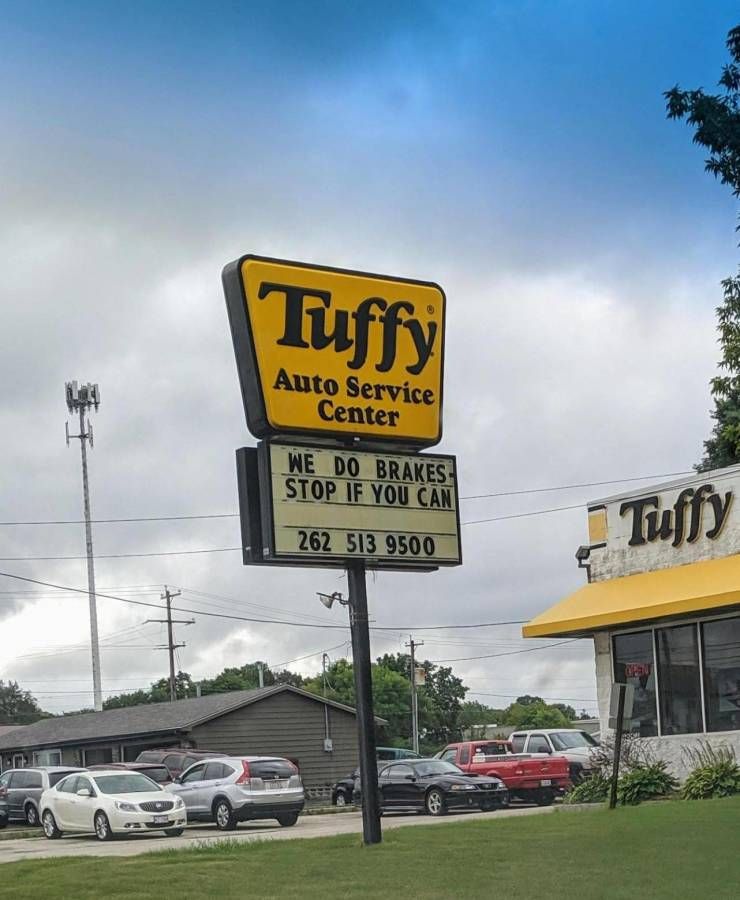 Tuffy®
Auto Service
Center
WE DO BRAKES-
STOP IF YOU CAN
262 513 9500
Tuffy
OPEN